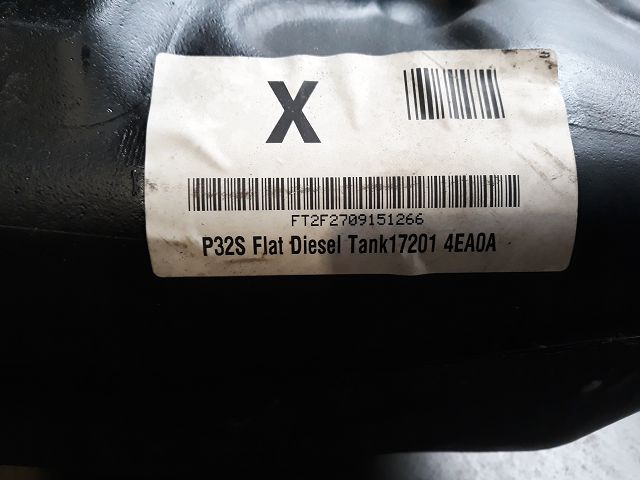 X
FT2F2709151266
P32S Flat Diesel Tank17201 4EA0A